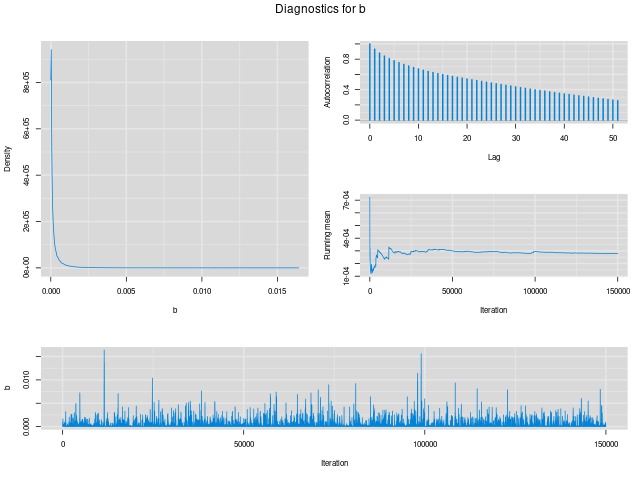 Diagnostics for b
Density
0e+00 2e+05 4e+05 6e+05 8e+05
0.000 0.005 0.010 0.015
b
Autocorrelation
0.0 0.4 0.8
0 10 20 30 40 50
Lag
Running mean
1e-04 4e-04 7e-04
0 50000 100000 150000
Iteration
b
0.000 0.010
0 50000 100000 150000
Iteration